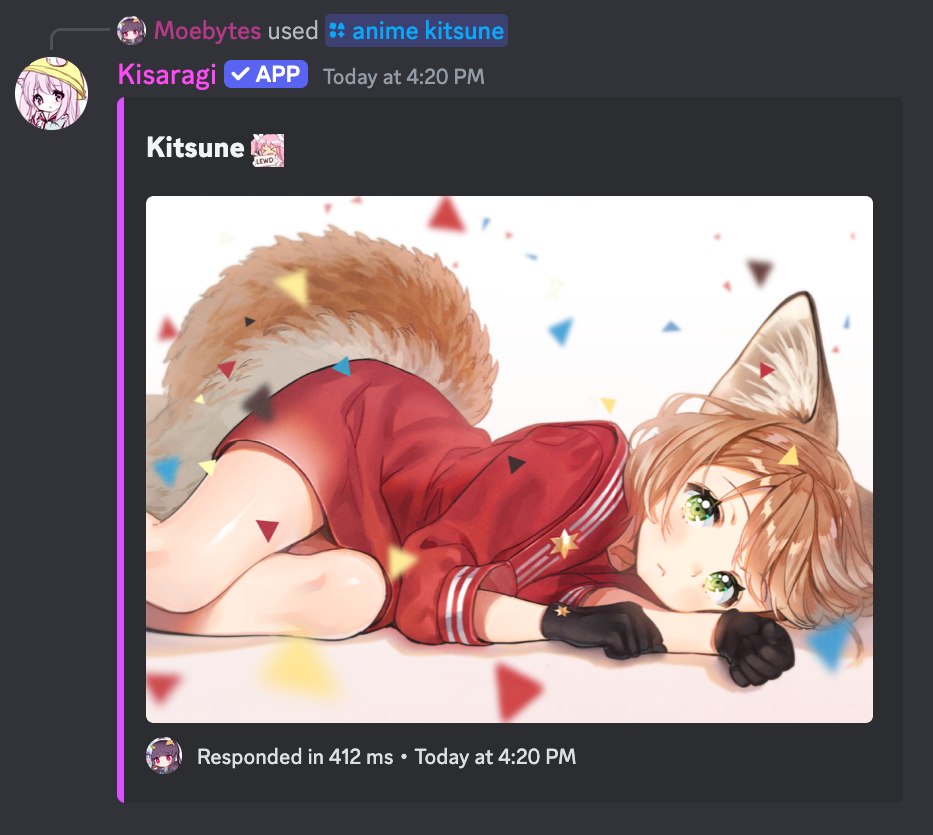 Moebytes used anime kitsune
Kisaragi APP Today at 4:20 PM
Kitsune
LEWD
Responded in 412 ms • Today at 4:20 PM